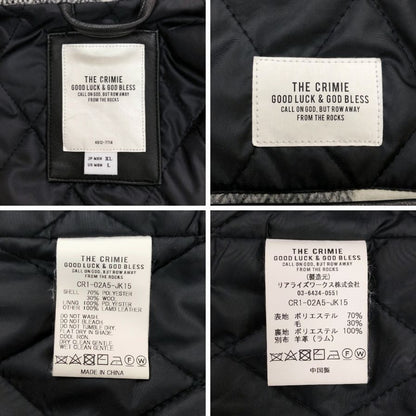 THE CRIMIE
GOOD LUCK & GOD BLESS
CALL ON GOD, BUT ROW AWAY
FROM THE ROCKS
JP-MEN XL
US-MEN L
THE CRIMIE
GOOD LUCK & GOD BLESS
CALL ON GOD, BUT ROW AWAY
FROM THE ROCKS
THE CRIMIE
GOOD LUCK & GOD BLESS
CALL ON GOD, BUT ROW AWAY
FROM THE ROCKS
CR1-02A5-JK15
SHELL 70% POLYESTER
30% WOOL
LINING 100% POLYESTER
OTHER 100% LAMB LEATHER
DO NOT WASH.
DO NOT BLEACH.
DO NOT TUMBLE DRY.
FLAT DRY IN SHADE.
COOL IRON.
DRY CLEAN GENTLE
WET CLEAN GENTLE
MADE IN CHINA
THE CRIMIE
GOOD LUCK & GOD BLESS
CALL ON GOD, BUT ROW AWAY
FROM THE ROCKS
(製造元)
リアライズワークス株式会社
03-6434-0551
CR1-02A5-JK15
表地 ポリエステル 70%
毛 30%
裏地 ポリエステル 100%
別布 羊革(ラム)
中国製